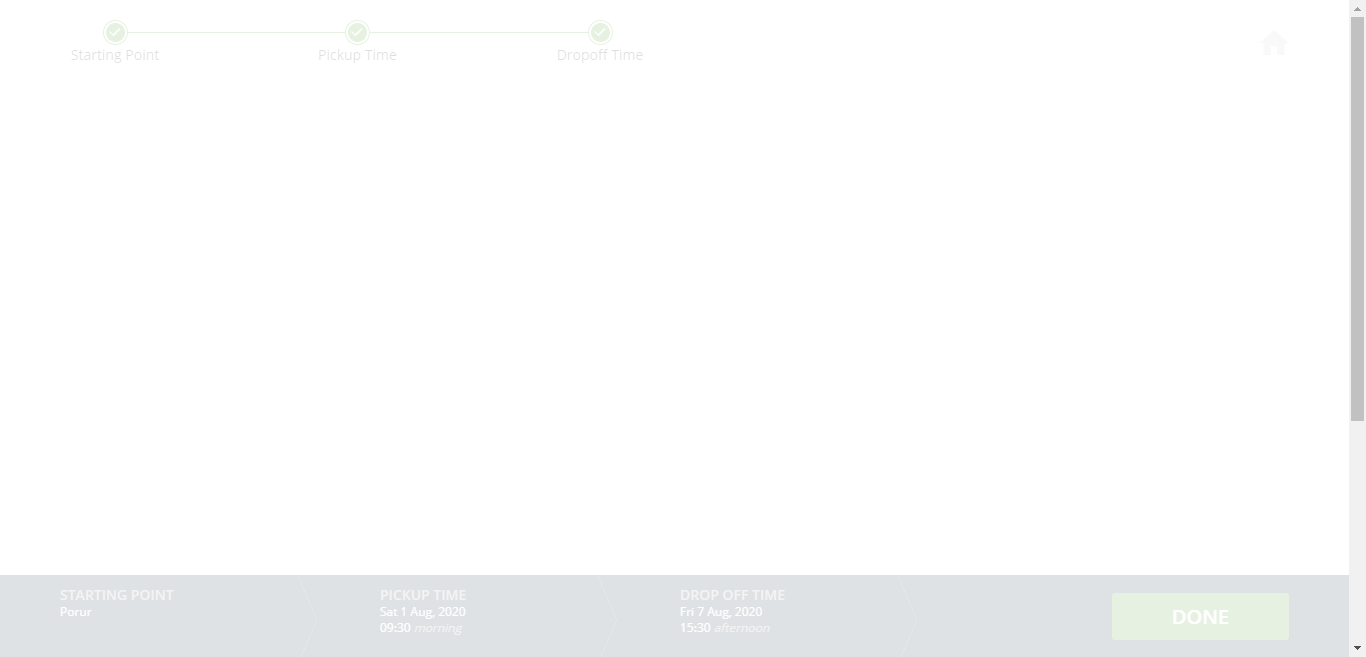 Starting Point
Pickup Time
Dropoff Time
STARTING POINT
Porur
PICKUP TIME
Sat 1 Aug, 2020
09:30 morning
DROP OFF TIME
Fri 7 Aug, 2020
15:30 afternoon
DONE